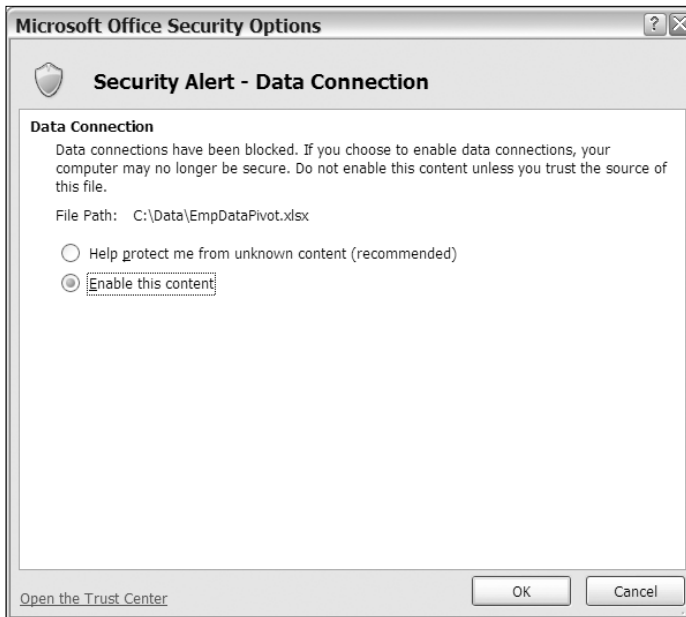 Microsoft Office Security Options
Security Alert - Data Connection
Data Connection
Data connections have been blocked. If you choose to enable data connections, your
computer may no longer be secure. Do not enable this content unless you trust the source of
this file.
File Path: C:\Data\EmpDataPivot.xlsx
Help protect me from unknown content (recommended)
Enable this content
Open the Trust Center
OK
Cancel